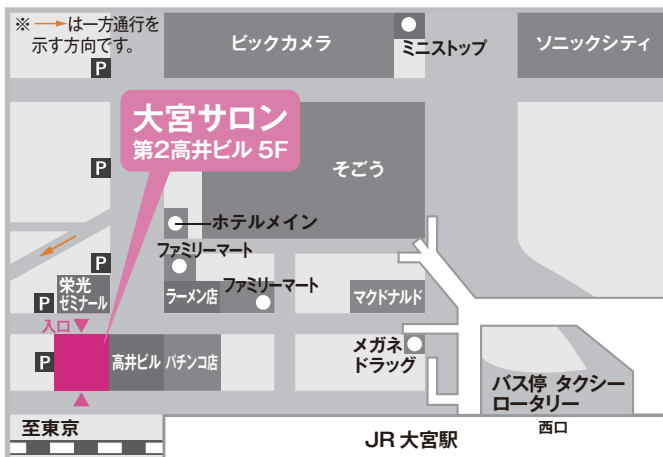 ※→は一方通行を
示す方向です。
ビックカメラ
ミニストップ
ソニックシティ
P
大宮サロン
第2高井ビル 5F
P
そごう
ホテルメイン
ファミリーマート
P
栄光
ゼミナール
P
ラーメン店
ファミリーマート
マクドナルド
入口
P
高井ビル
パチンコ店
メガネ
ドラッグ
バス停 タクシー
ロータリー
至東京
JR 大宮駅
西口